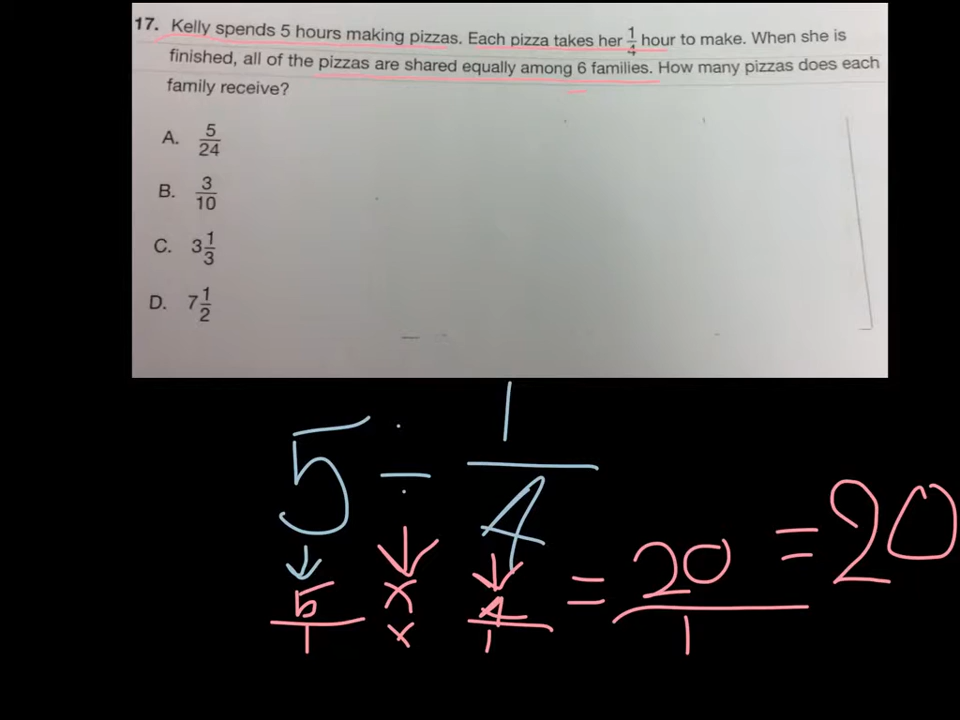 17. Kelly spends 5 hours making pizzas. Each pizza takes her 1/4 hour to make. When she is
finished, all of the pizzas are shared equally among 6 families. How many pizzas does each
family receive?
A. 5/24
B. 3/10
C. 3 1/3
D. 7 1/2
5 ÷ 1/4
5/1 × 4/1 = 20/1 = 20
×